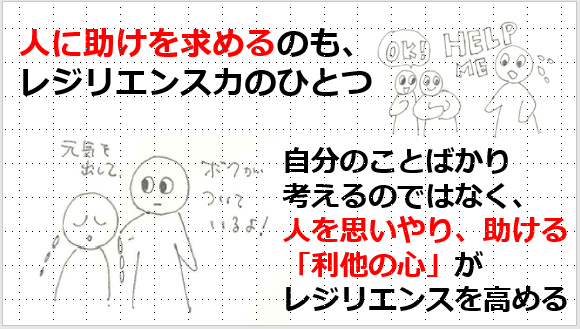 人に助けを求めるのも、
レジリエンス力のひとつ
OK!
HELP
ME
元気を
出して
ボクが
ついて
いるよ!
自分のことばかり
考えるのではなく、
人を思いやり、助ける
「利他の心」が
レジリエンスを高める